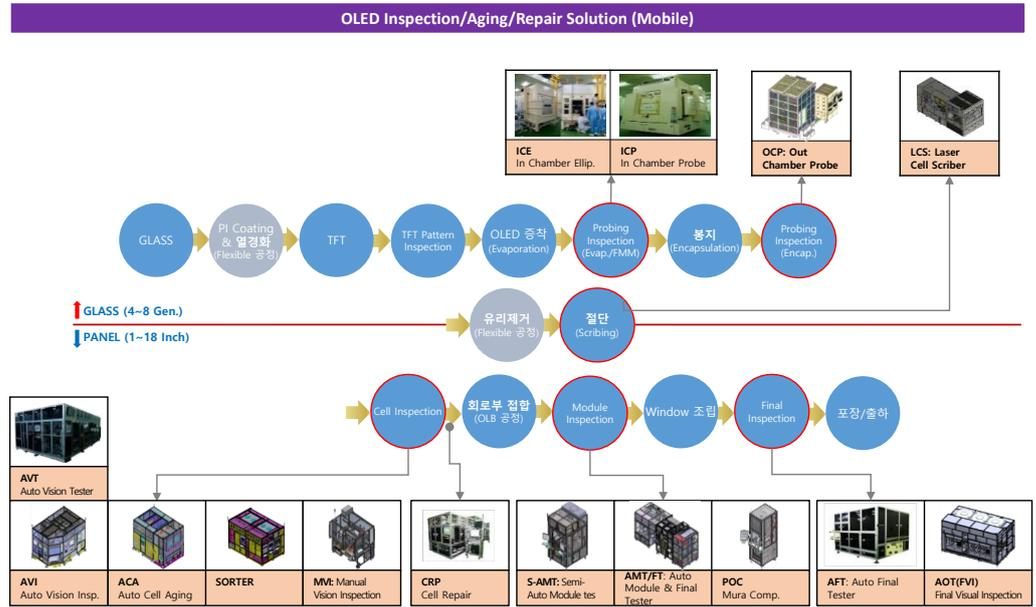 OLED Inspection/Aging/Repair Solution (Mobile)
ICE
In Chamber Ellip.
ICP
In Chamber Probe
OCP: Out
Chamber Probe
LCS: Laser
Cell Scriber
GLASS
PI Coating
& 열경화
(Flexible 공정)
TFT
TFT Pattern
Inspection
OLED 증착
(Evaporation)
Probing
Inspection
(Evap./FMM)
봉지
(Encapsulation)
Probing
Inspection
(Encap.)
GLASS (4~8 Gen.)
PANEL (1~18 Inch)
유리제거
(Flexible 공정)
절단
(Scribing)
Cell Inspection
회로부 접합
(OLB 공정)
Module
Inspection
Window 조립
Final
Inspection
포장/출하
AVT
Auto Vision Tester
AVI
Auto Vision Insp.
ACA
Auto Cell Aging
SORTER
MVI: Manual
Vision Inspection
CRP
Cell Repair
S-AMT: Semi-
Auto Module tes
AMT/FT: Auto
Module & Final
Tester
POC
Mura Comp.
AFT: Auto Final
Tester
AOT(FVI)
Final Visual Inspection